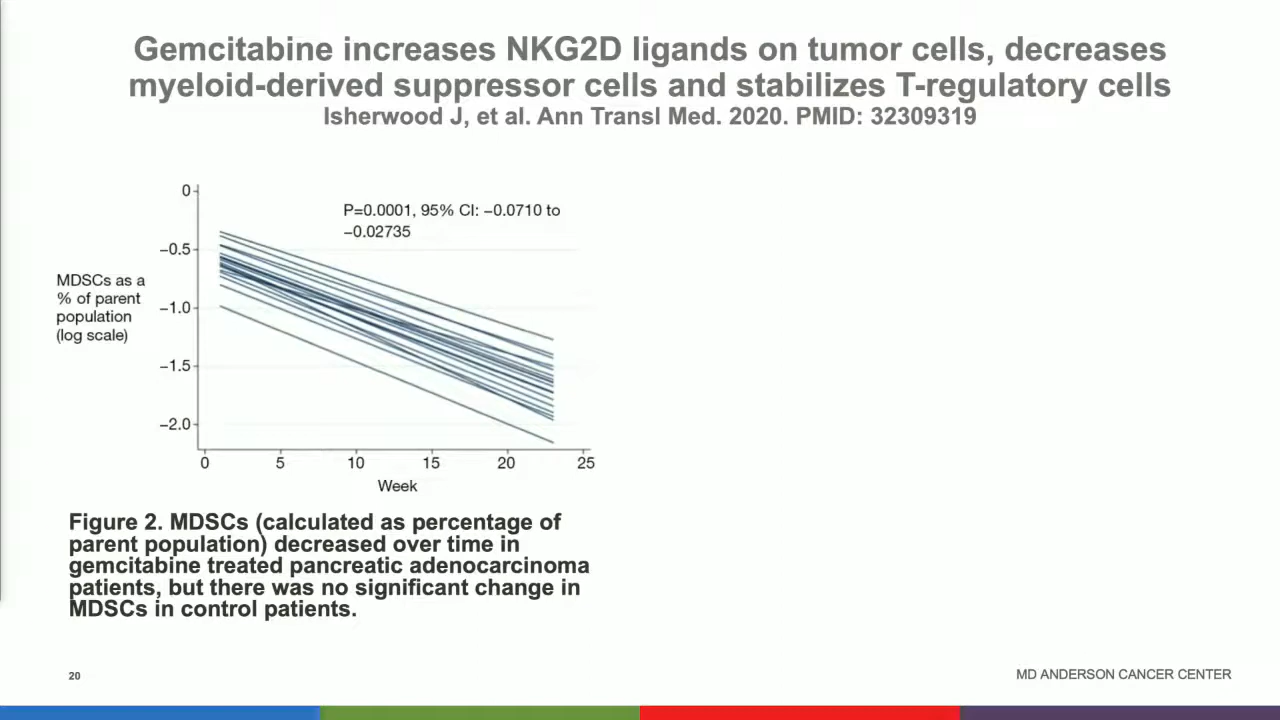 Gemcitabine increases NKG2D ligands on tumor cells, decreases
myeloid-derived suppressor cells and stabilizes T-regulatory cells
Isherwood J, et al. Ann Transl Med. 2020. PMID: 32309319
0
−0.5
−1.0
−1.5
−2.0
P=0.0001, 95% CI: −0.0710 to
−0.02735
MDSCs as a
% of parent
population
(log scale)
0 5 10 15 20 25
Week
Figure 2. MDSCs (calculated as percentage of
parent population) decreased over time in
gemcitabine treated pancreatic adenocarcinoma
patients, but there was no significant change in
MDSCs in control patients.
20
MD ANDERSON CANCER CENTER